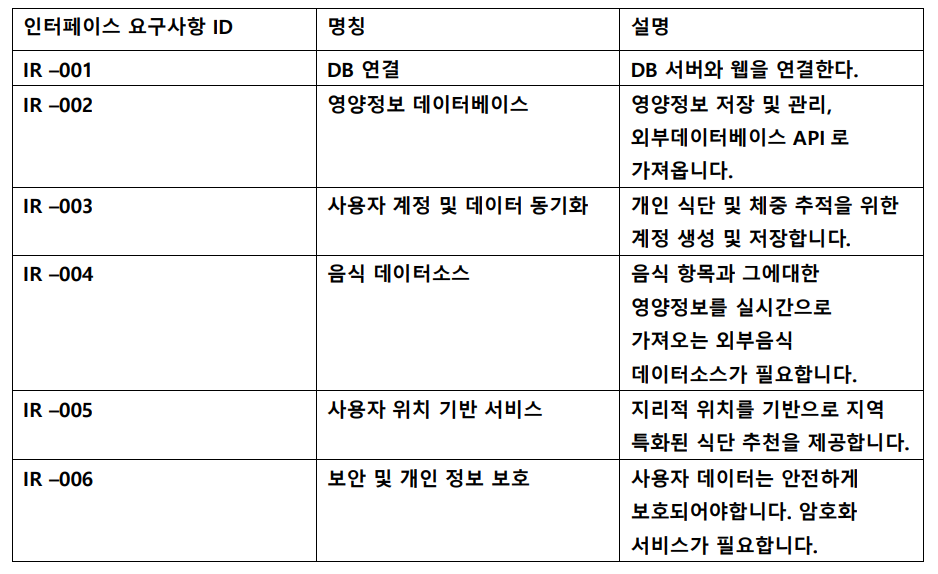 인터페이스 요구사항 ID 명칭 설명
IR –001 DB 연결 DB 서버와 웹을 연결한다.
IR –002 영양정보 데이터베이스 영양정보 저장 및 관리,
외부데이터베이스 API 로
가져옵니다.
IR –003 사용자 계정 및 데이터 동기화 개인 식단 및 체중 추적을 위한
계정 생성 및 저장합니다.
IR –004 음식 데이터소스 음식 항목과 그에대한
영양정보를 실시간으로
가져오는 외부음식
데이터소스가 필요합니다.
IR –005 사용자 위치 기반 서비스 지리적 위치를 기반으로 지역
특화된 식단 추천을 제공합니다.
IR –006 보안 및 개인 정보 보호 사용자 데이터는 안전하게
보호되어야합니다. 암호화
서비스가 필요합니다.